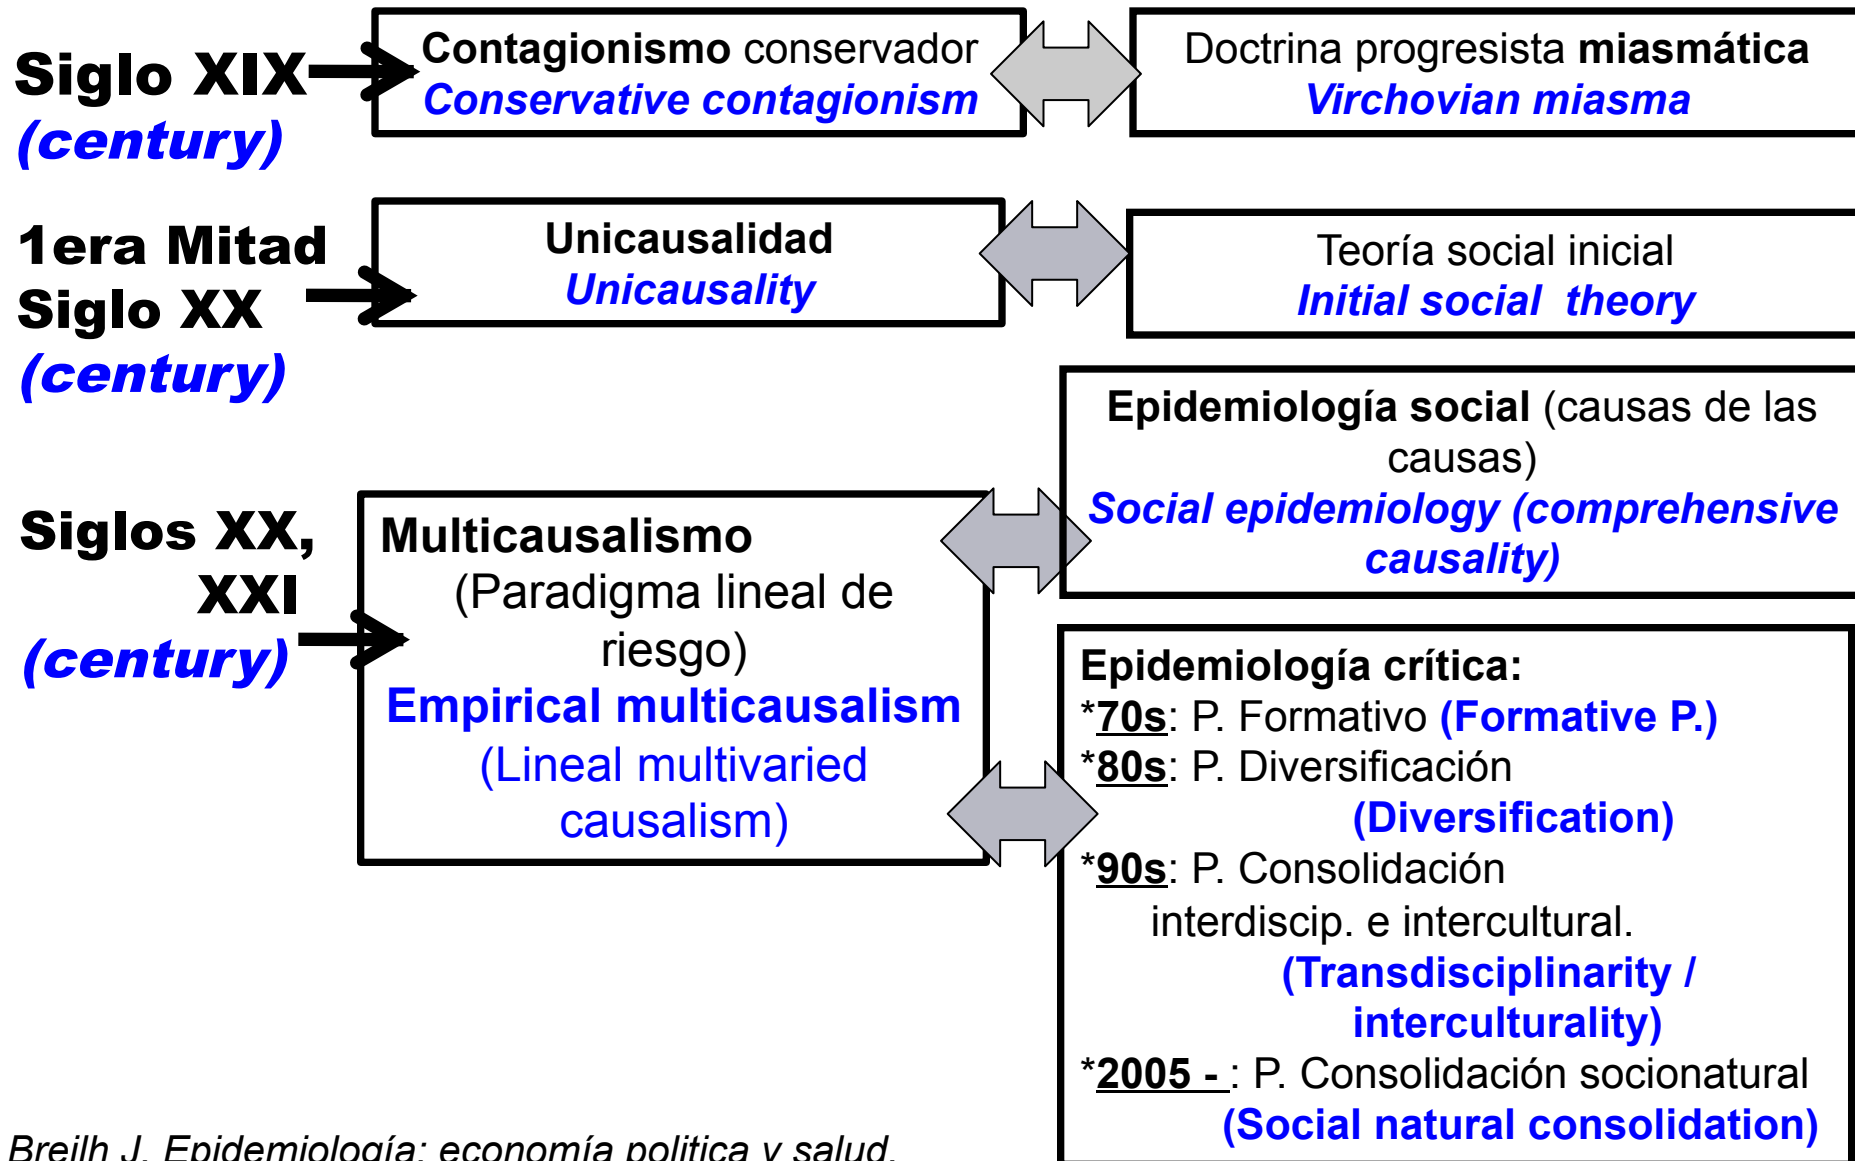 Siglo XIX
(century)
Contagionismo conservador
Conservative contagionism
Doctrina progresista miasmática
Virchovian miasma
1era Mitad
Siglo XX
(century)
Unicausalidad
Unicausality
Teoría social inicial
Initial social theory
Siglos XX,
XXI
(century)
Multicausalismo
(Paradigma lineal de
riesgo)
Empirical multicausalism
(Lineal multivaried
causalism)
Epidemiología social (causas de las
causas)
Social epidemiology (comprehensive
causality)
Epidemiología crítica:
*70s: P. Formativo (Formative P.)
*80s: P. Diversificación
(Diversification)
*90s: P. Consolidación
interdiscip. e intercultural.
(Transdisciplinarity /
interculturality)
*2005 - : P. Consolidación socionatural
(Social natural consolidation)
Breilh J. Epidemiología: economía politica y salud.